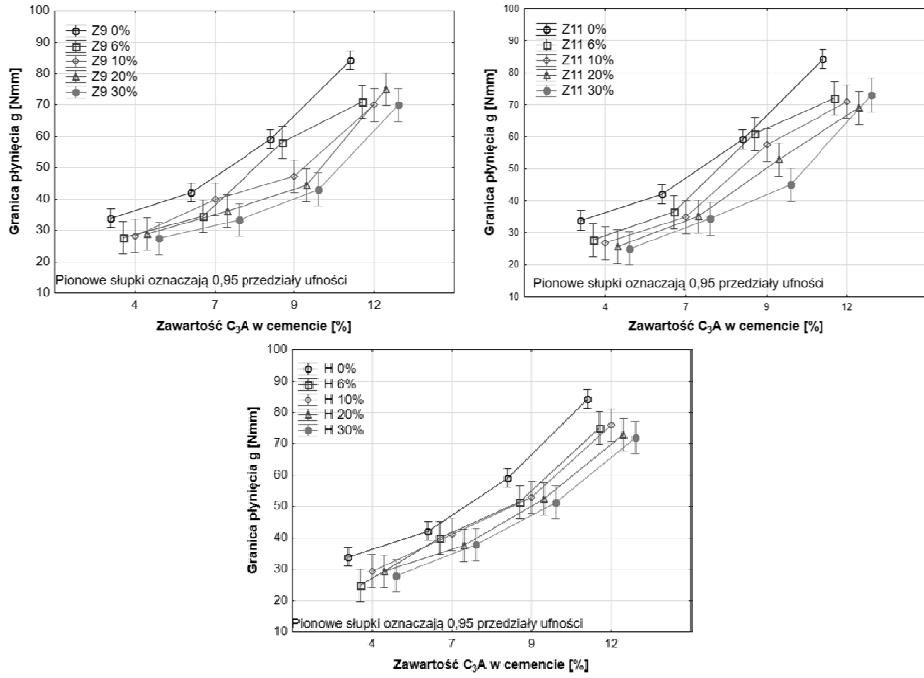 Granica płynięcia g [Nmm]
100
90
80
70
60
50
40
30
20
10
Z9 0%
Z9 6%
Z9 10%
Z9 20%
Z9 30%
Pionowe słupki oznaczają 0,95 przedziały ufności
4 7 9 12
Zawartość C₃A w cemencie [%]
Granica płynięcia g [Nmm]
100
90
80
70
60
50
40
30
20
10
Z11 0%
Z11 6%
Z11 10%
Z11 20%
Z11 30%
Pionowe słupki oznaczają 0,95 przedziały ufności
4 7 9 12
Zawartość C₃A w cemencie [%]
Granica płynięcia g [Nmm]
100
90
80
70
60
50
40
30
20
10
H 0%
H 6%
H 10%
H 20%
H 30%
Pionowe słupki oznaczają 0,95 przedziały ufności
4 7 9 12
Zawartość C₃A w cemencie [%]